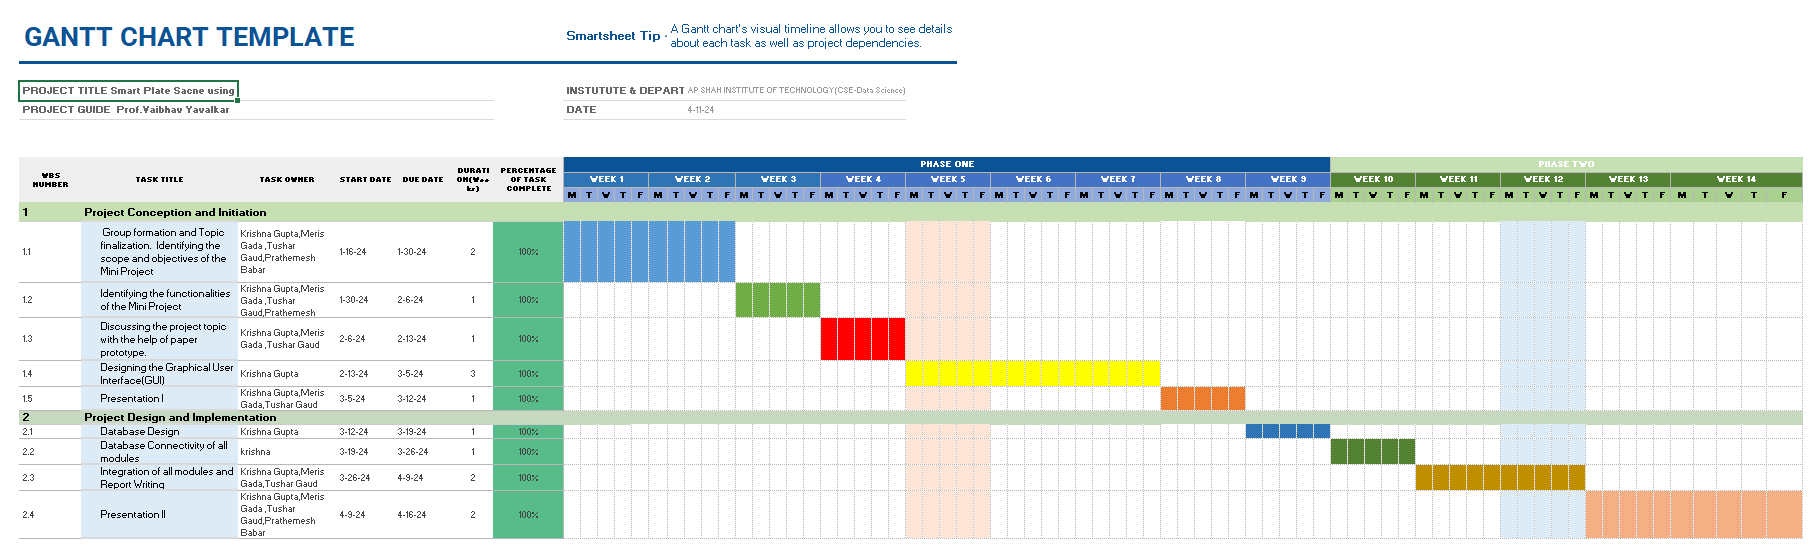 GANTT CHART TEMPLATE
Smartsheet Tip ·
A Gantt chart's visual timeline allows you to see details
about each task as well as project dependencies.
PROJECT TITLE Smart Plate Sacne using
INSTUTUTE & DEPART AP SHAH INSTITUTE OF TECHNOLOGY(CSE-Data Science)
PROJECT GUIDE Prof.Vaibhav Yavalkar
DATE 4-11-24
WBS
NUMBER
TASK TITLE
TASK OWNER
START DATE
DUE DATE
DURATI
ON(Wee
kr)
PERCENTAGE
OF TASK
COMPLETE
PHASE ONE
PHASE TWO
WEEK 1 WEEK 2 WEEK 3 WEEK 4 WEEK 5 WEEK 6 WEEK 7 WEEK 8 WEEK 9 WEEK 10 WEEK 11 WEEK 12 WEEK 13 WEEK 14
M T W R F M T W R F M T W R F M T W R F M T W R F M T W R F M T W R F M T W R F M T W R F M T W R F M T W R F M T W R F M T W R F M T W T F
1 Project Conception and Initiation
1.1
Group formation and Topic
finalization. Identifying the
scope and objectives of the
Mini Project
Krishna Gupta,Meris
Gada ,Tushar
Gaud,Prathemesh
Babar
1-16-24 1-30-24 2 100%
1.2
Identifying the functionalities
of the Mini Project
Krishna Gupta,Meris
Gada ,Tushar
Gaud,Prathemesh
1-30-24 2-6-24 1 100%
1.3
Discussing the project topic
with the help of paper
prototype.
Krishna Gupta,Meris
Gada ,Tushar Gaud
2-6-24 2-13-24 1 100%
1.4
Designing the Graphical User
Interface(GUI)
Krishna Gupta
2-13-24 3-5-24 3 100%
1.5
Presentation I
Krishna Gupta,Meris
Gada,Tushar Gaud
3-5-24 3-12-24 1 100%
2 Project Design and Implementation
2.1 Database Design Krishna Gupta 3-12-24 3-19-24 1 100%
2.2
Database Connectivity of all
modules
krishna
3-19-24 3-26-24 1 100%
2.3
Integration of all modules and
Report Writing
Krishna Gupta,Meris
Gada,Tushar Gaud
3-26-24 4-9-24 2 100%
2.4
Presentation II
Krishna Gupta,Meris
Gada ,Tushar
Gaud,Prathemesh
Babar
4-9-24 4-16-24 2 100%